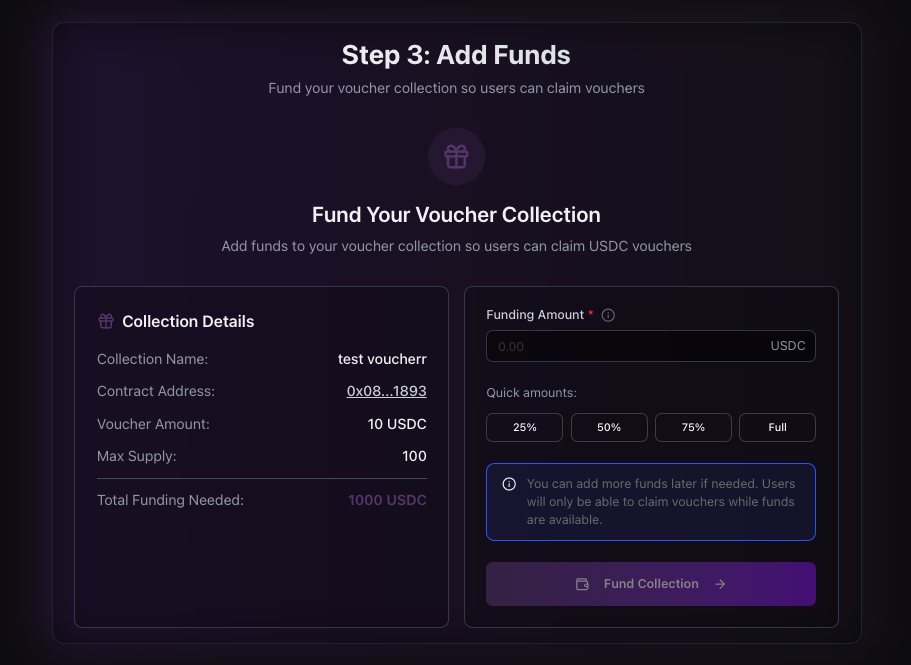 Step 3: Add Funds
Fund your voucher collection so users can claim vouchers
Fund Your Voucher Collection
Add funds to your voucher collection so users can claim USDC vouchers
Collection Details
Collection Name: test voucherr
Contract Address: 0x08...1893
Voucher Amount: 10 USDC
Max Supply: 100
Total Funding Needed: 1000 USDC
Funding Amount *
0.00 USDC
Quick amounts:
25% 50% 75% Full
You can add more funds later if needed. Users
will only be able to claim vouchers while funds
are available.
Fund Collection